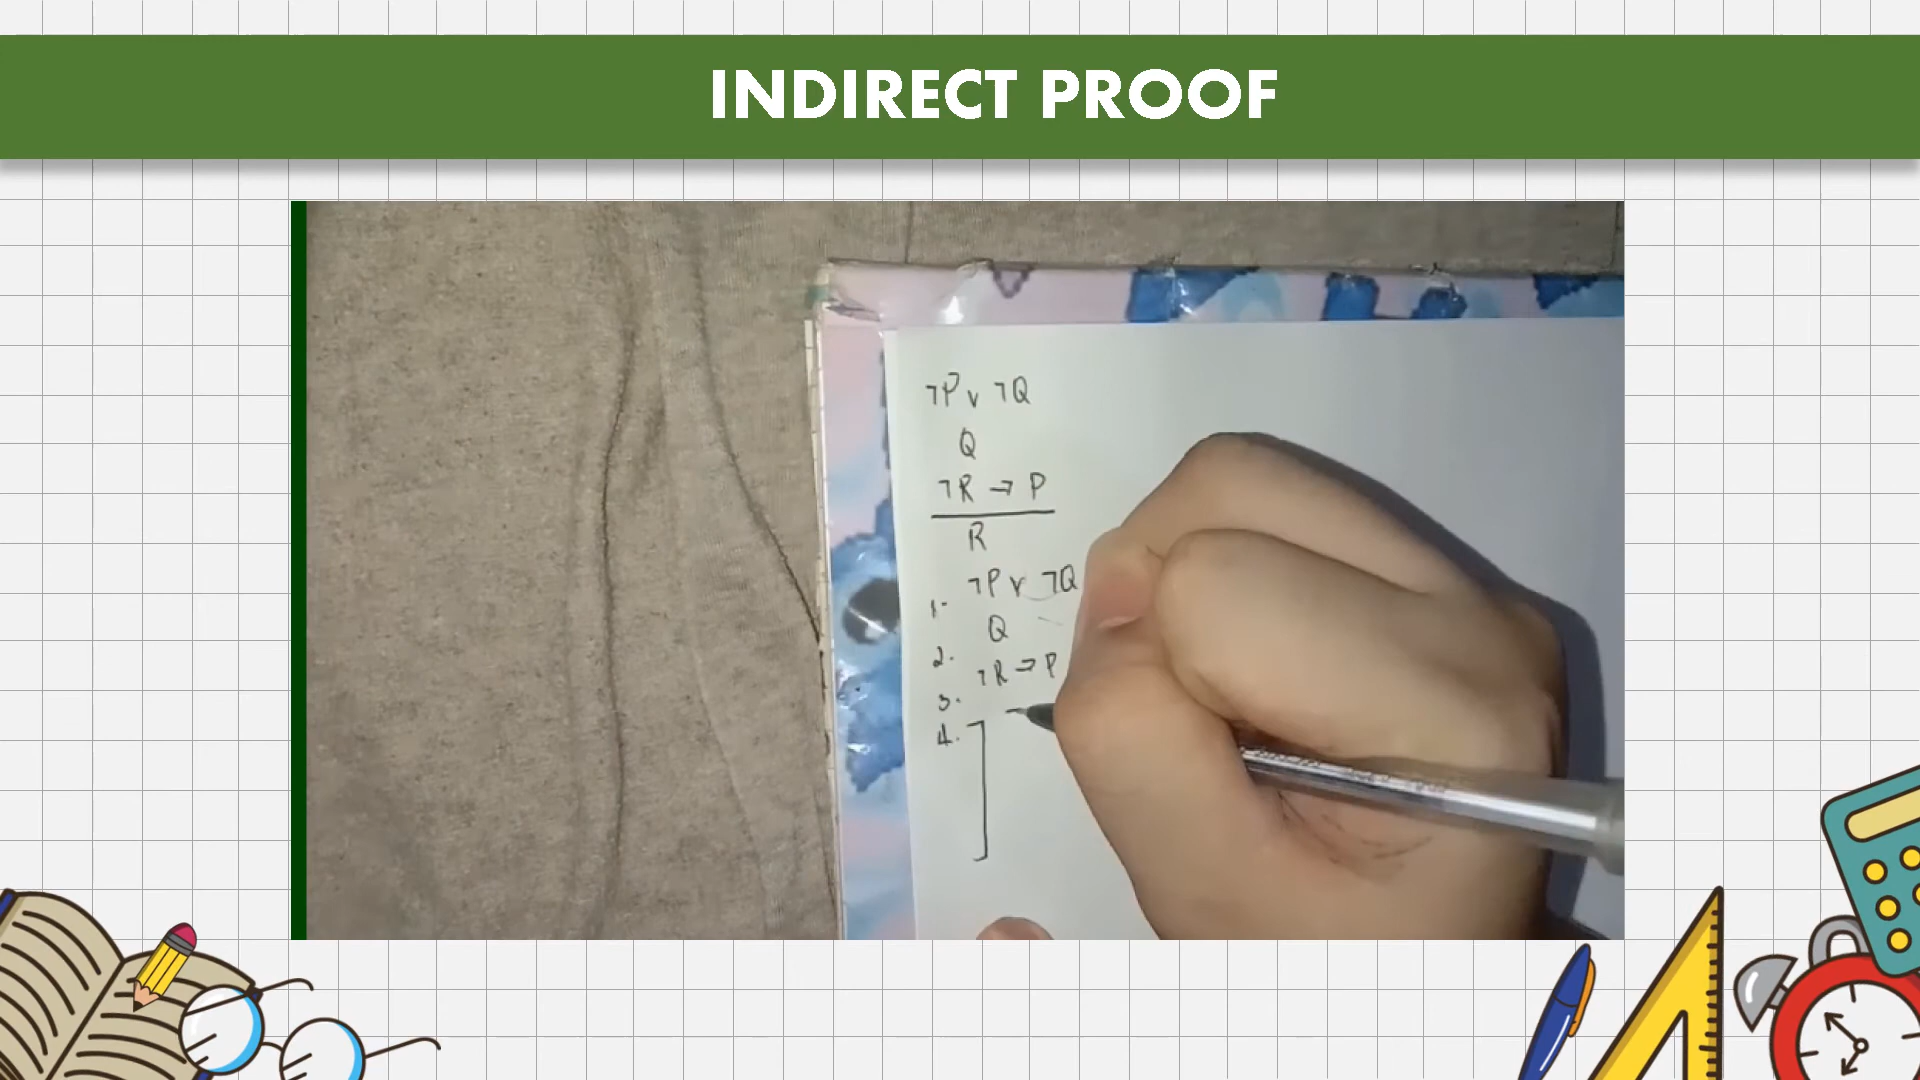 INDIRECT PROOF
¬P ∨ ¬Q
Q
¬R → P
R
1. ¬P ∨ ¬Q
2. Q
3. ¬R → P
4.